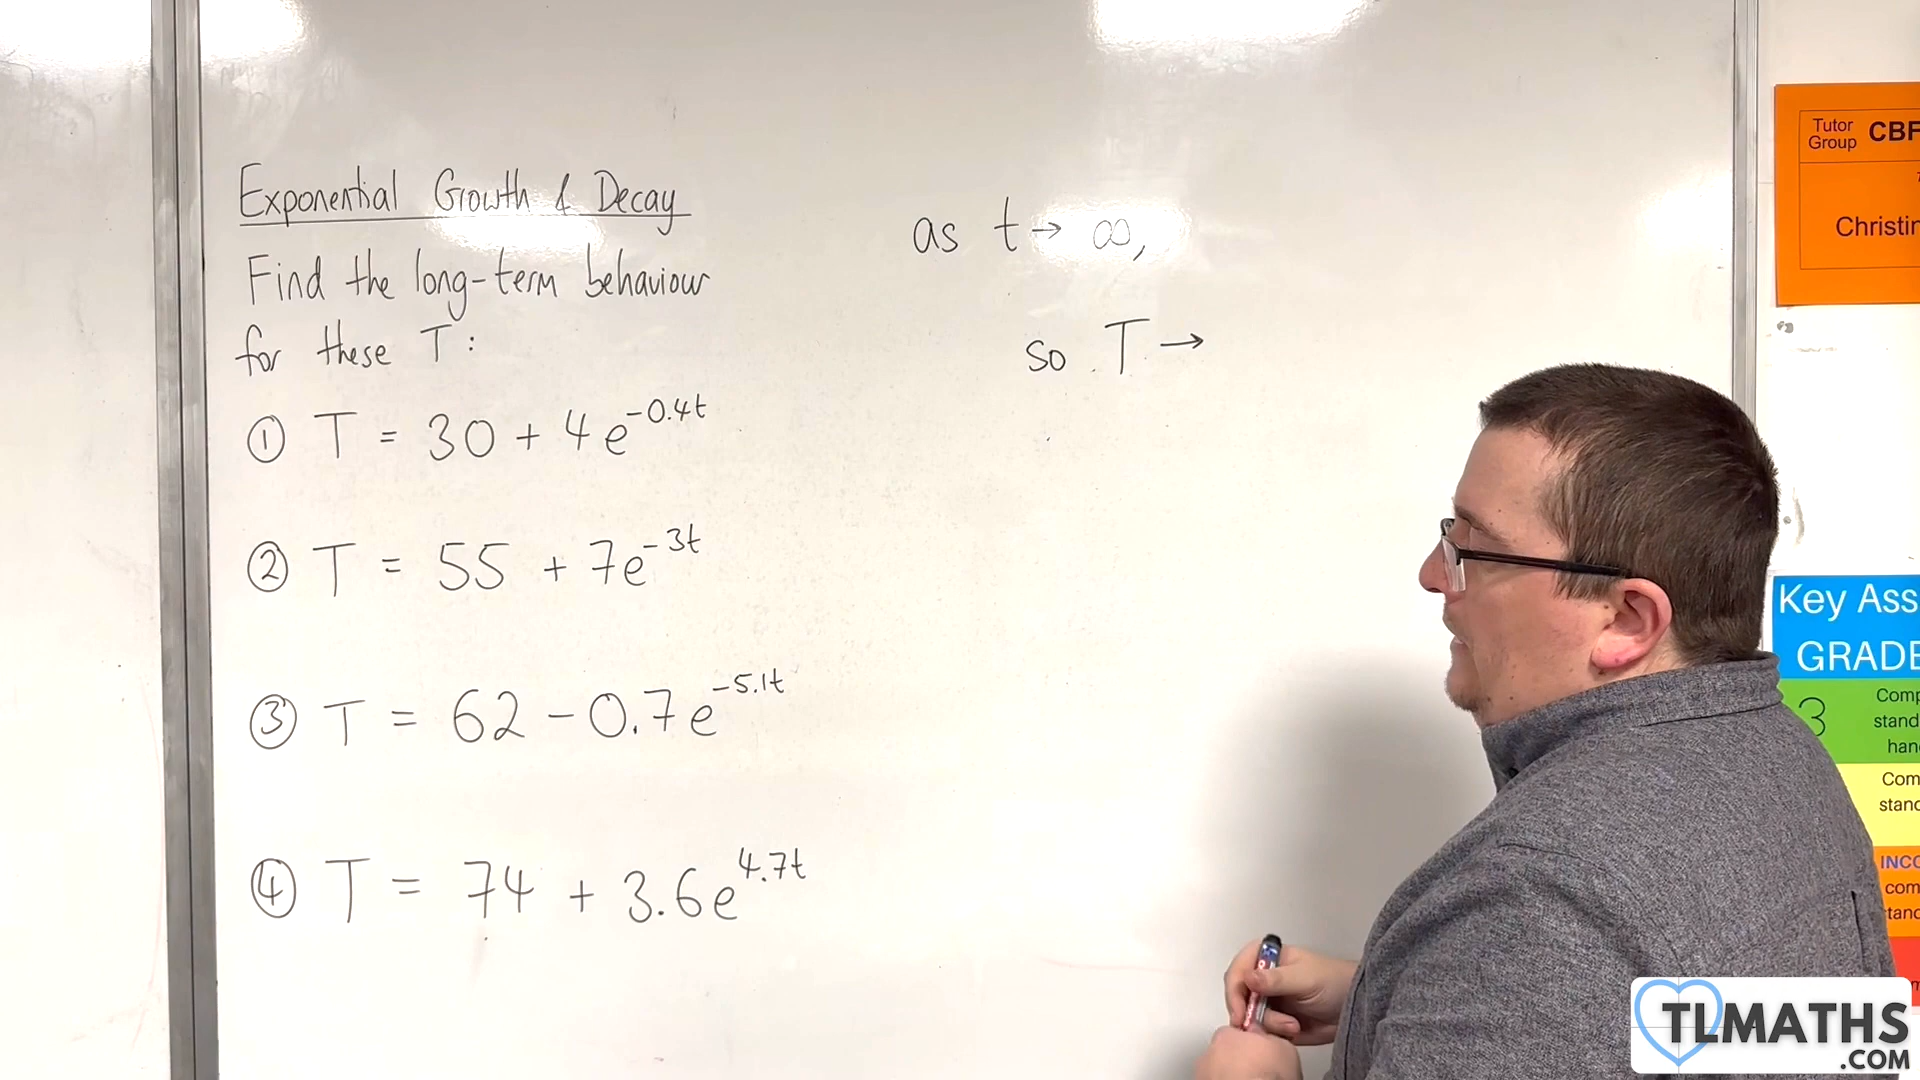 Exponential Growth & Decay
Find the long-term behaviour
for these T :
① T = 30 + 4e^{-0.4t}
② T = 55 + 7e^{-3t}
③ T = 62 - 0.7e^{-5.1t}
④ T = 74 + 3.6e^{4.7t}
as t → ∞,
so T →
Tutor
Group
CBF
Christin
Key Ass
GRADE
3
Comp
stand
han
Com
stand
INCO
com
TLMATHS
.COM